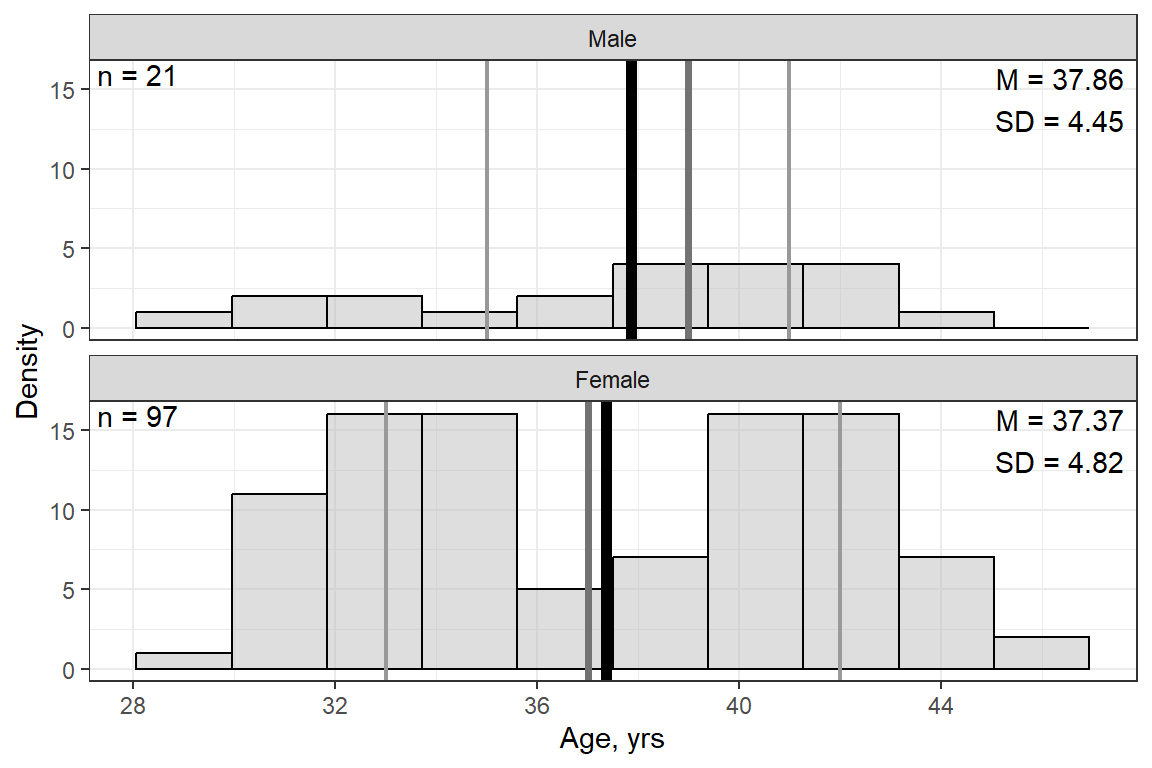 Male
n = 21
M = 37.86
SD = 4.45
15
10
5
0
Density
Female
n = 97
M = 37.37
SD = 4.82
15
10
5
0
28 32 36 40 44
Age, yrs